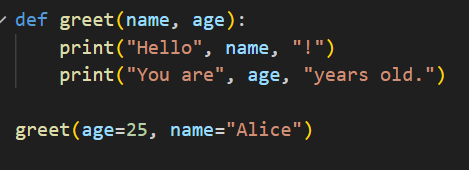 def greet(name, age):
    print("Hello", name, "!")
    print("You are", age, "years old.")

greet(age=25, name="Alice")